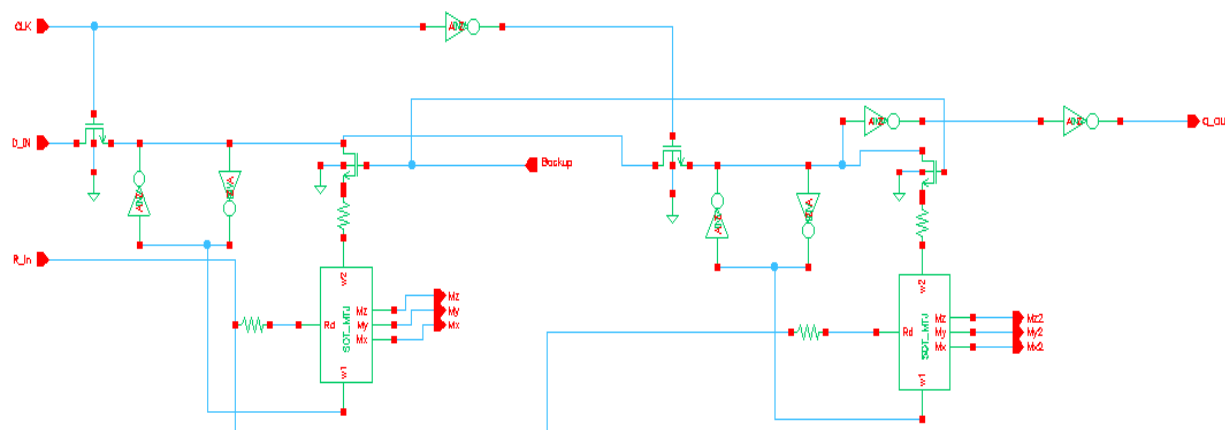 CLK
D_IN
Backup
q_ou
R_in
w2
Rd
SOT_MTJ
Mz
My
Mx
w1
Mz
My
Mx
w2
Rd
SOT_MTJ
Mz
My
Mx
w1
Mz2
My2
Mx2